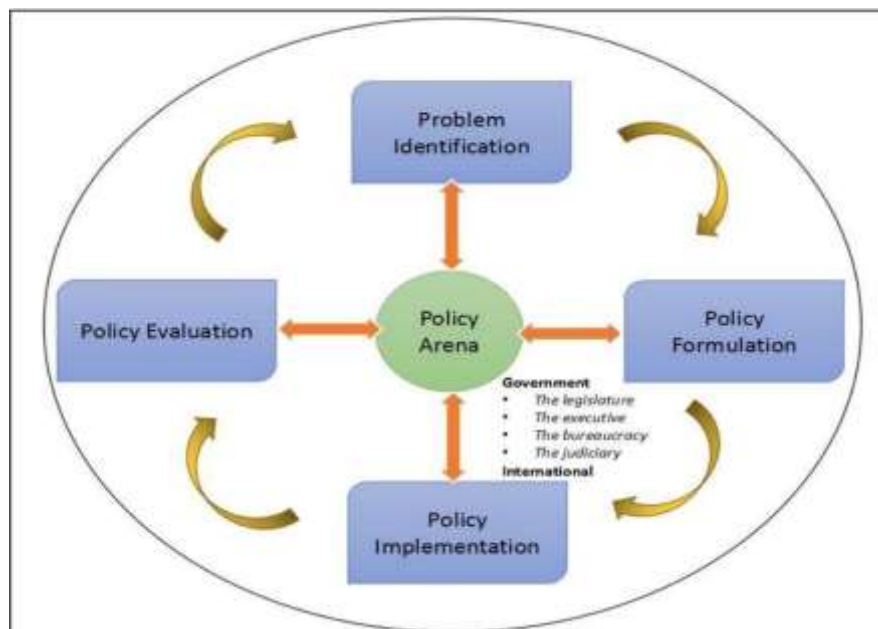 Problem
Identification
Policy Evaluation
Policy
Arena
Policy
Formulation
Government
• The legislature
• The executive
• The bureaucracy
• The judiciary
International
Policy
Implementation